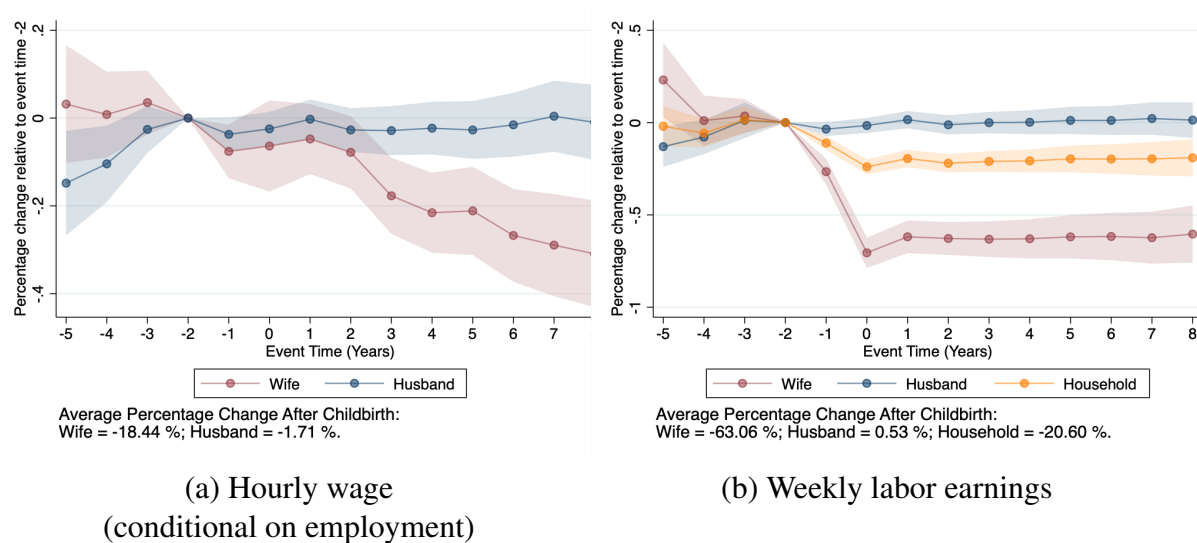 Percentage change relative to event time -2
.2
0
-.2
-.4
-5 -4 -3 -2 -1 0 1 2 3 4 5 6 7
Event Time (Years)
Wife Husband
Average Percentage Change After Childbirth:
Wife = -18.44 %; Husband = -1.71 %.
(a) Hourly wage
(conditional on employment)
Percentage change relative to event time -2
.5
0
-.5
-1
-5 -4 -3 -2 -1 0 1 2 3 4 5 6 7 8
Event Time (Years)
Wife Husband Household
Average Percentage Change After Childbirth:
Wife = -63.06 %; Husband = 0.53 %; Household = -20.60 %.
(b) Weekly labor earnings